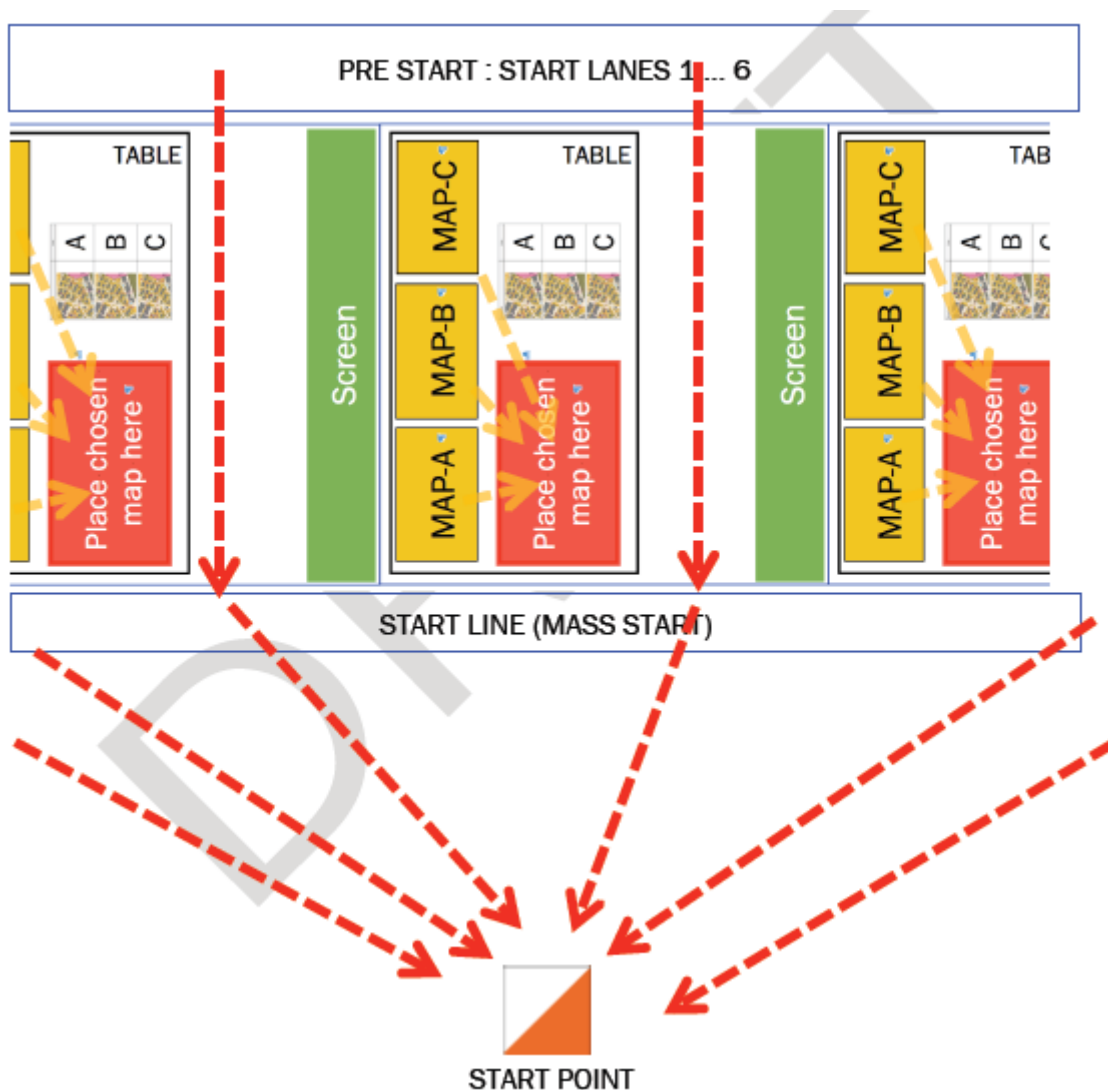 PRE START : START LANES 1 ... 6
TABLE
A
B
C
Place chosen
map here
Screen
TABLE
MAP-C
MAP-B
MAP-A
A
B
C
Place chosen
map here
Screen
TAB
MAP-C
MAP-B
MAP-A
A
B
C
Place chosen
map here
START LINE (MASS START)
START POINT